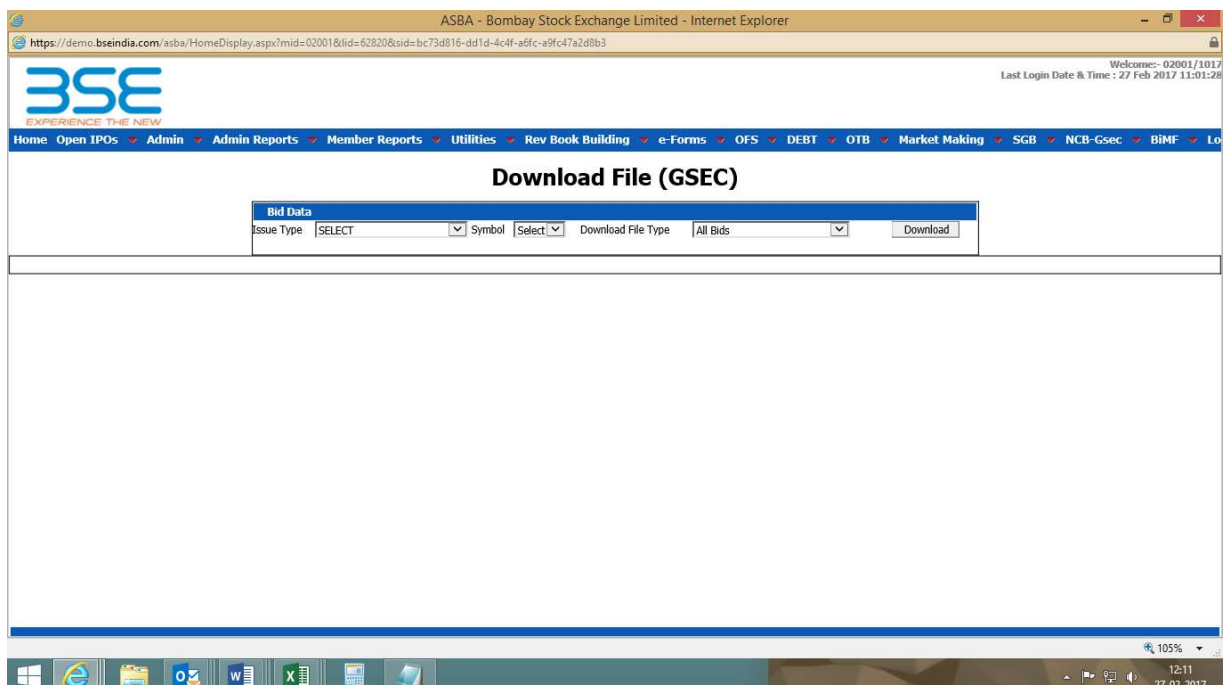 ASBA - Bombay Stock Exchange Limited - Internet Explorer
https://demo.bseindia.com/asba/HomeDisplay.aspx?mid=02001&lid=62820&sid=bc73d816-dd1d-4c4f-a6fc-a9fc47a2d8b3
Welcome:- 02001/1017
Last Login Date & Time : 27 Feb 2017 11:01:28
BSE
EXPERIENCE THE NEW
Home Open IPOs Admin Admin Reports Member Reports Utilities Rev Book Building e-Forms OFS DEBT OTB Market Making SGB NCB-Gsec BiMF Lo
Download File (GSEC)
Bid Data
Issue Type SELECT Symbol Select Download File Type All Bids Download
105%
12:11
27-02-2017